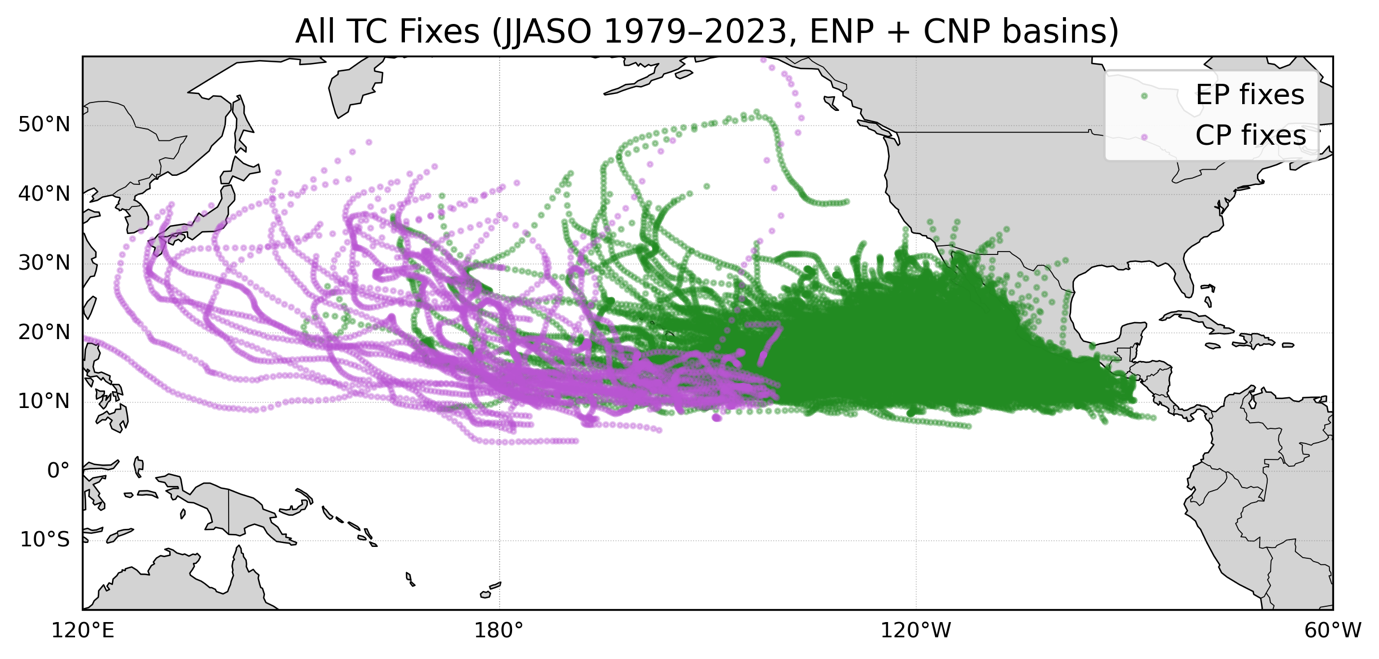 All TC Fixes (JJASO 1979–2023, ENP + CNP basins)
EP fixes
CP fixes
50°N
40°N
30°N
20°N
10°N
0°
10°S
120°E
180°
120°W
60°W